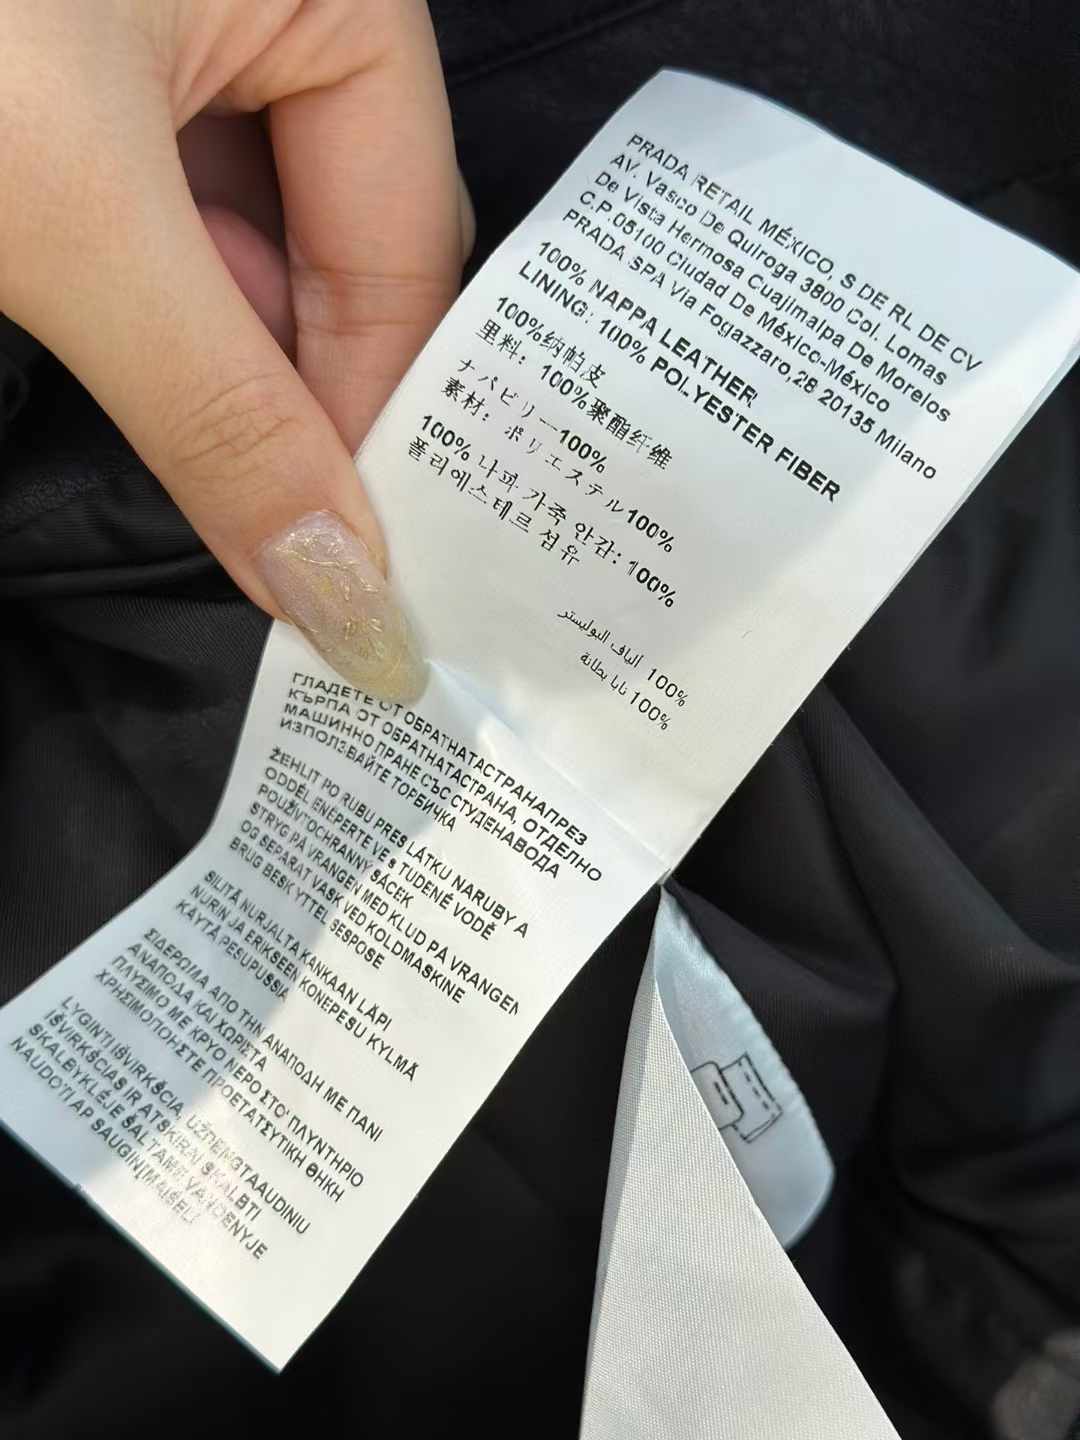 PRADA RETAIL MÉXICO, S DE RL DE CV
AV. Vasco De Quiroga 3800 Col. Lomas
De Vista Hermosa Cuajimalpa De Morelos
C.P.05100 Ciudad De México-México
PRADA SPA Via Fogazzaro,28 20135 Milano
100% NAPPA LEATHER
LINING: 100% POLYESTER FIBER
100%纳帕皮
里料: 100%聚酯纤维
ナパビリー100%
素材: ポリエステル100%
100% 나파 가죽 안감: 100%
폴리에스테르 섬유
100% ألياف البوليستر
100% نابا بطانة
ГЛАДЕТЕ ОТ ОБРАТНАТАСТРАНАПРЕЗ
КЪРПА ОТ ОБРАТНАТАСТРАНА, ОТДЕЛНО
МАШИННО ПРАНЕ СЪС СТУДЕНАВОДА
ИЗПОЛЗВАЙТЕ ТОРБИЧКА
ŽEHLIT PO RUBU PŘES LÁTKU NARUBY A
ODDĚL ENĚPERTE VE s TUDENÉ VODĚ
POUŽIVTOCHRANNÝ SÁČEK
STRYG PÅ VRANGEN MED KLUD PÅ VRANGEN
OG SEPARAT VASK VED KOLDMASKINE
BRUG BESK YTTEL SESPOSE
SILITÄ NURJALTA KANKAAN LÄPI
NURIN JA ERIKSEEN KONEPESU KYLMÄ
KÄYTÄ PESUPUSSIA
ΣΙΔΕΡΩΜΑ ΑΠΟ ΤΗΝ ΑΝΑΠΟΔΗ ΜΕ ΠΑΝΙ
ΑΝΑΠΟΔΑ ΚΑΙ ΧΩΡΙΣΤΑ
ΠΛΥΣΙΜΟ ΜΕ ΚΡΥΟ ΝΕΡΟ ΣΤΟ' ΠΛΥΝΤΗΡΙΟ
ΧΡΗΣΙΜΟΠΟΙΗΣΤΕ ΠΡΟΕΤΑΤΣΥΤΙΚΗ ΘΗΚΗ
LYGINTI IŠVIRKŠČIĄ, UŽDENGTAAUDINIU
IŠVIRKŠČIAS IR ATSKIRAI SKALBTI
SKALBYKLĖJE ŠALTAME VANDENYJE
NAUDOTI AP SAUGINĮMAIŠELĮ